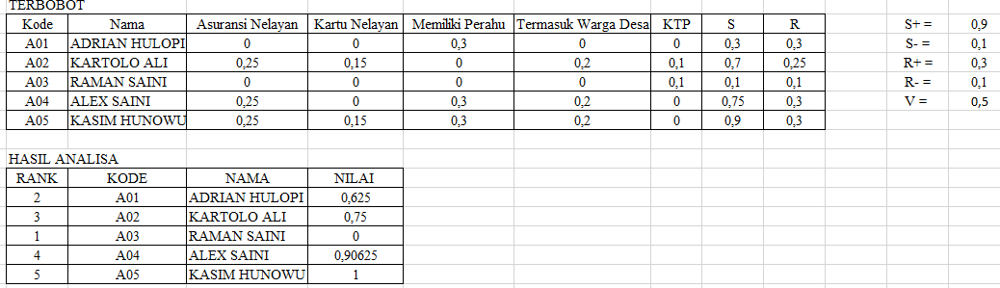 TERBOBOT
Kode Nama Asuransi Nelayan Kartu Nelayan Memiliki Perahu Termasuk Warga Desa KTP S R S+ = 0,9
A01 ADRIAN HULOPI 0 0 0,3 0 0 0,3 0,3 S- = 0,1
A02 KARTOLO ALI 0,25 0,15 0 0,2 0,1 0,7 0,25 R+ = 0,3
A03 RAMAN SAINI 0 0 0 0 0,1 0,1 0,1 R- = 0,1
A04 ALEX SAINI 0,25 0 0,3 0,2 0 0,75 0,3 V = 0,5
A05 KASIM HUNOWU 0,25 0,15 0,3 0,2 0 0,9 0,3
HASIL ANALISA
RANK KODE NAMA NILAI
2 A01 ADRIAN HULOPI 0,625
3 A02 KARTOLO ALI 0,75
1 A03 RAMAN SAINI 0
4 A04 ALEX SAINI 0,90625
5 A05 KASIM HUNOWU 1